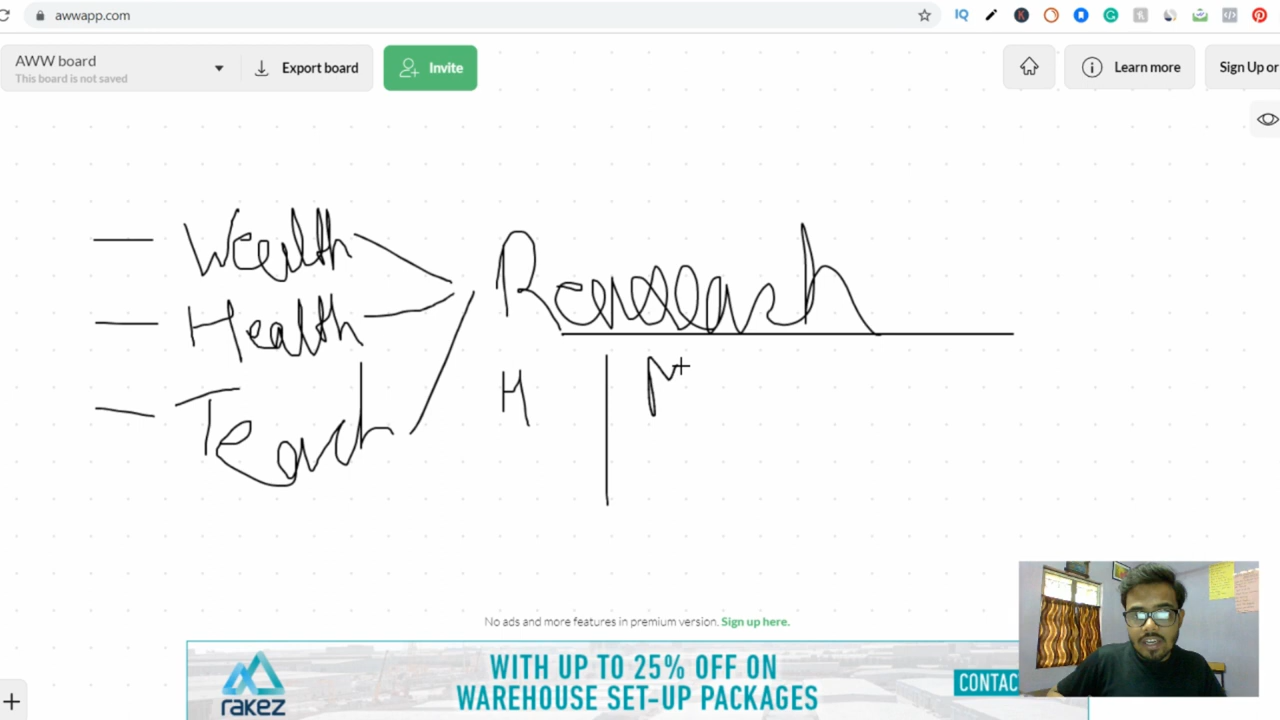 awwapp.com
IQ
AWW board
This board is not saved
Export board
Invite
Learn more
Sign Up or
Wealth
Health
Teach
Research
H
No ads and more features in premium version. Sign up here.
rakez
WITH UP TO 25% OFF ON
WAREHOUSE SET-UP PACKAGES
CONTAC